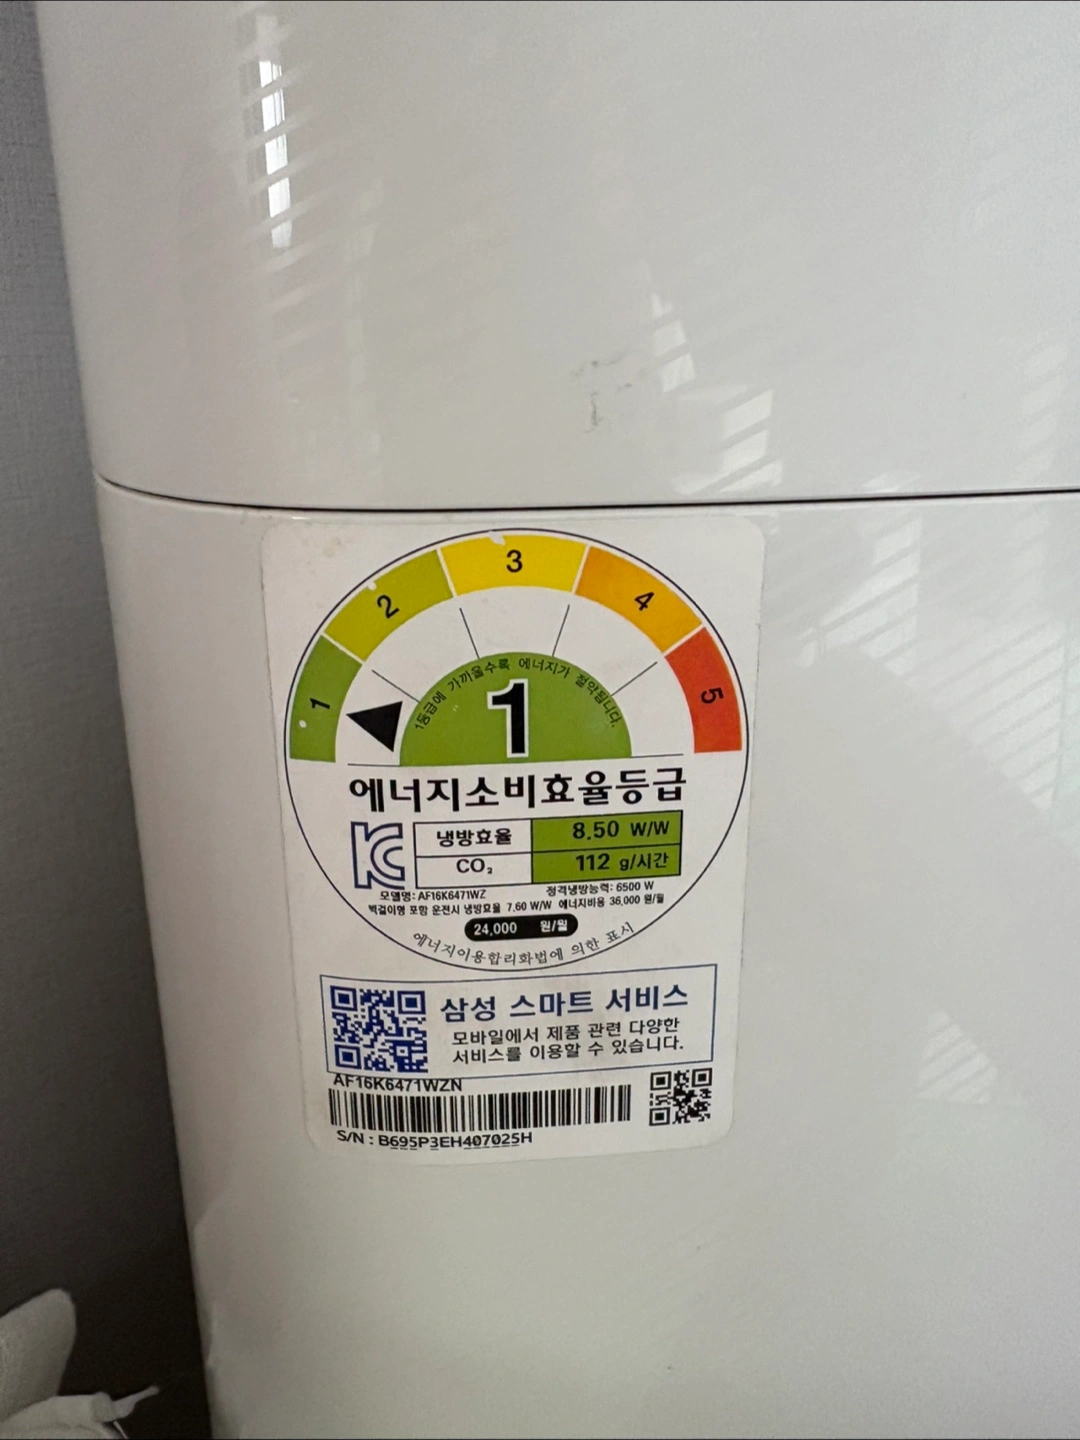 3
2
4
1
5
1등급에 가까울수록 에너지가 절약됩니다.
1
에너지소비효율등급
냉방효율 8.50 W/W
CO₂ 112 g/시간
모델명: AF16K6471WZ 정격냉방능력: 6500 W
벽걸이형 포함 운전시 냉방효율 7.60 W/W 에너지비용 36,000 원/월
24,000 원/월
에너지이용합리화법에 의한 표시
삼성 스마트 서비스
모바일에서 제품 관련 다양한
서비스를 이용할 수 있습니다.
AF16K6471WZN
S/N : B695P3EH407025H